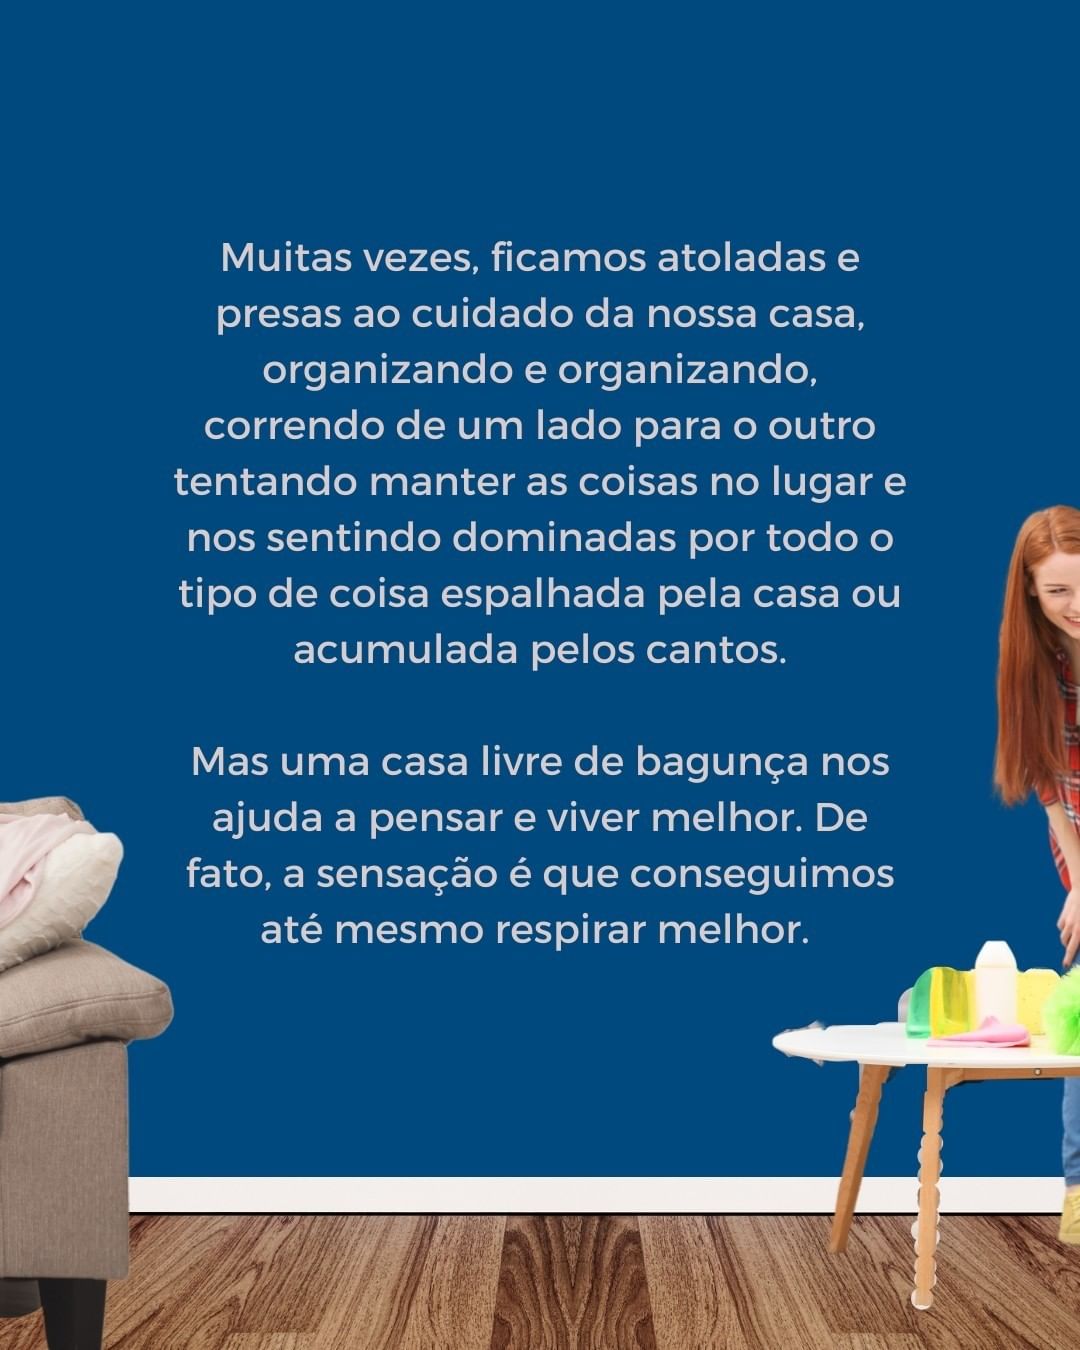 Muitas vezes, ficamos atoladas e
presas ao cuidado da nossa casa,
organizando e organizando,
correndo de um lado para o outro
tentando manter as coisas no lugar e
nos sentindo dominadas por todo o
tipo de coisa espalhada pela casa ou
acumulada pelos cantos.
Mas uma casa livre de bagunça nos
ajuda a pensar e viver melhor. De
fato, a sensação é que conseguimos
até mesmo respirar melhor.